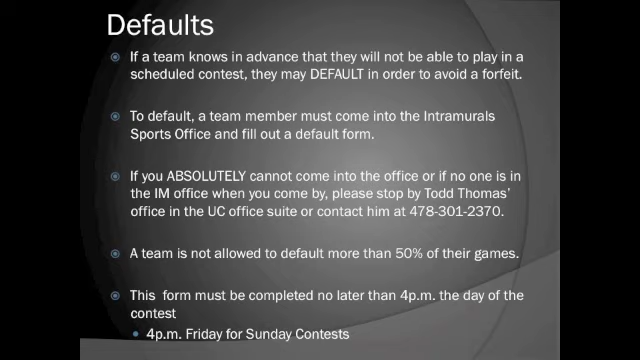 Defaults
If a team knows in advance that they will not be able to play in a
scheduled contest, they may DEFAULT in order to avoid a forfeit.
To default, a team member must come into the Intramurals
Sports Office and fill out a default form.
If you ABSOLUTELY cannot come into the office or if no one is in
the IM office when you come by, please stop by Todd Thomas'
office in the UC office suite or contact him at 478-301-2370.
A team is not allowed to default more than 50% of their games.
This form must be completed no later than 4p.m. the day of the
contest
4p.m. Friday for Sunday Contests